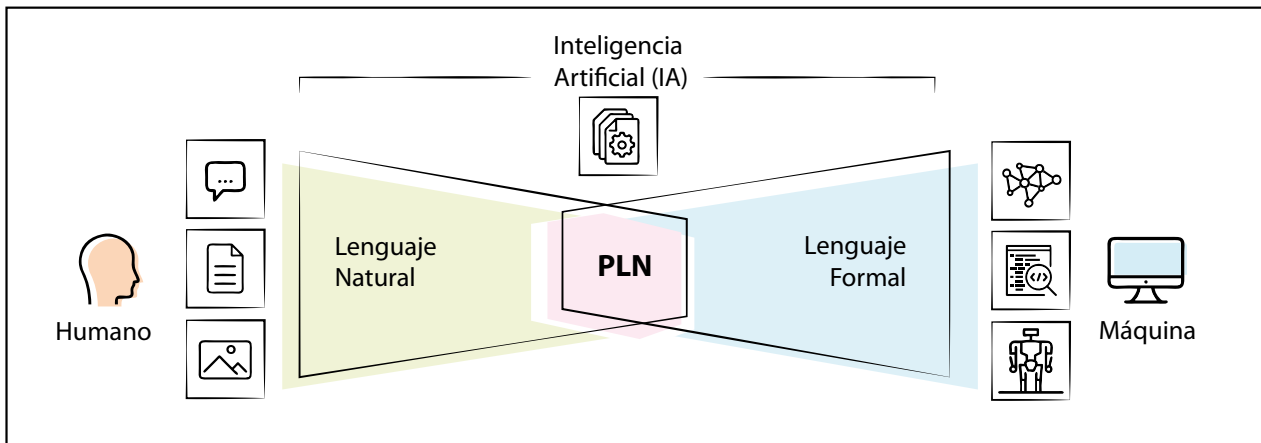 Inteligencia
Artificial (IA)
...
Lenguaje
Natural
PLN
Lenguaje
Formal
</>
Humano
Máquina